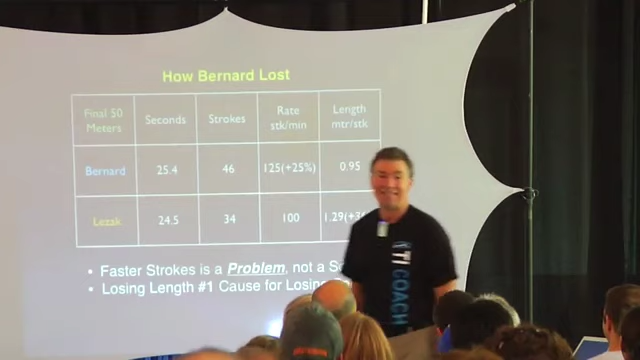 How Bernard Lost
Final 50 Meters Seconds Strokes Rate stk/min Length mtr/stk
Bernard 25.4 46 125(+25%) 0.95
Lezak 24.5 34 100 1.29(+3
• Faster Strokes is a Problem, not a S
• Losing Length #1 Cause for Losing
TI COACH